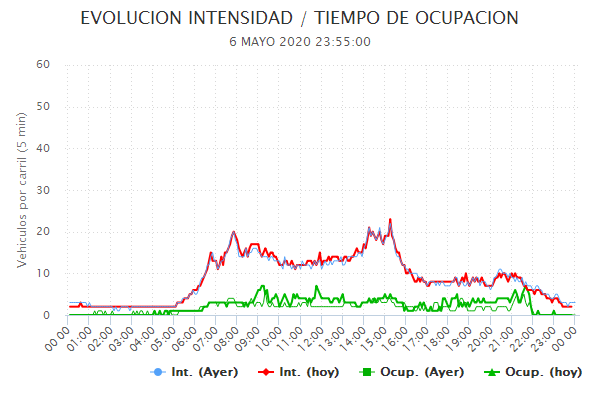 EVOLUCION INTENSIDAD / TIEMPO DE OCUPACION
6 MAYO 2020 23:55:00
Vehiculos por carril (5 min)
60
50
40
30
20
10
0
00:00 01:00 02:00 03:00 04:00 05:00 06:00 07:00 08:00 09:00 10:00 11:00 12:00 13:00 14:00 15:00 16:00 17:00 18:00 19:00 20:00 21:00 22:00 23:00 00:00
Int. (Ayer) Int. (hoy) Ocup. (Ayer) Ocup. (hoy)